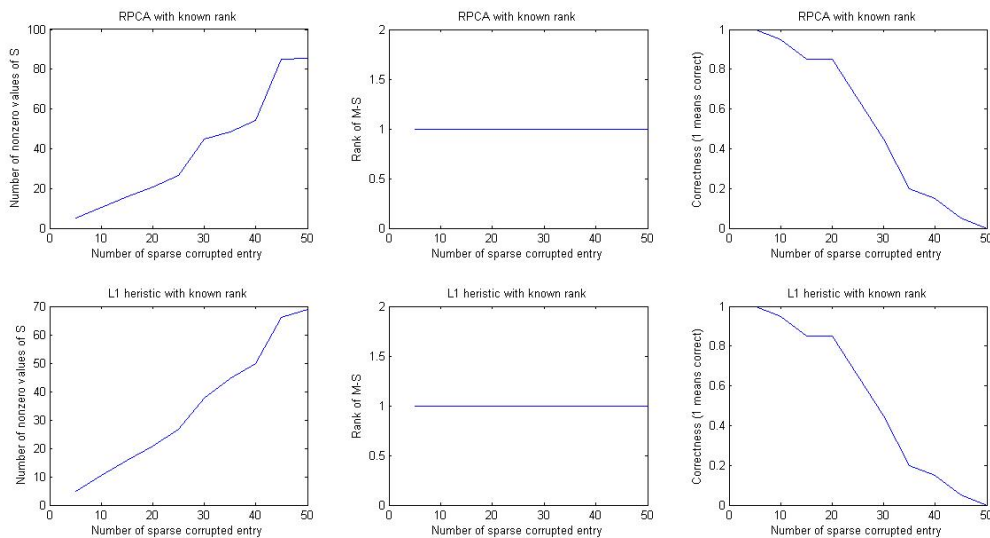 RPCA with known rank
Number of nonzero values of S
100
80
60
40
20
0
0 10 20 30 40 50
Number of sparse corrupted entry
RPCA with known rank
Rank of M-S
2
1.5
1
0.5
0
0 10 20 30 40 50
Number of sparse corrupted entry
RPCA with known rank
Correctness (1 means correct)
1
0.8
0.6
0.4
0.2
0
0 10 20 30 40 50
Number of sparse corrupted entry
L1 heristic with known rank
Number of nonzero values of S
70
60
50
40
30
20
10
0
0 10 20 30 40 50
Number of sparse corrupted entry
L1 heristic with known rank
Rank of M-S
2
1.5
1
0.5
0
0 10 20 30 40 50
Number of sparse corrupted entry
L1 heristic with known rank
Correctness (1 means correct)
1
0.8
0.6
0.4
0.2
0
0 10 20 30 40 50
Number of sparse corrupted entry